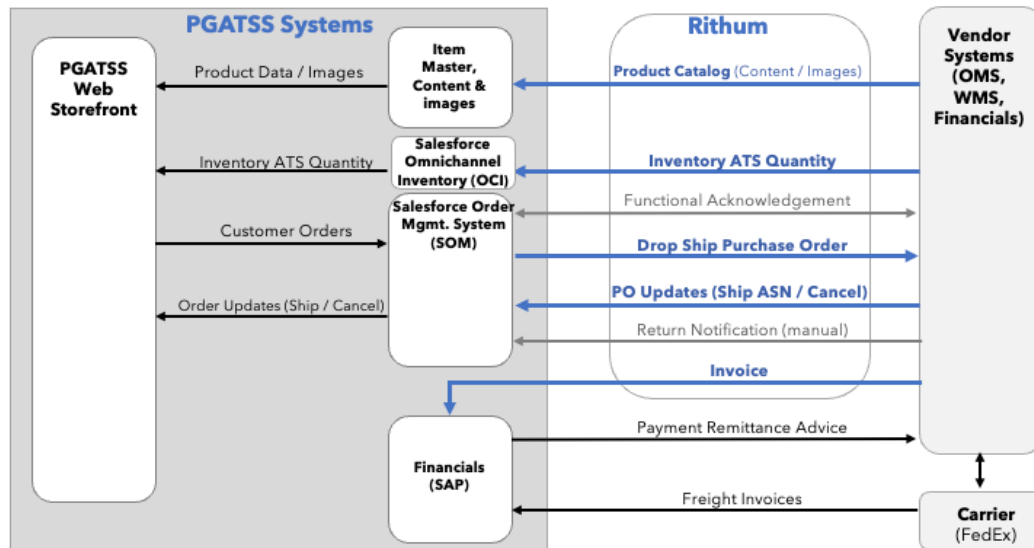 PGATSS Systems
Rithum
Vendor
Systems
(OMS,
WMS,
Financials)
PGATSS
Web
Storefront
Product Data / Images
Item
Master,
Content &
images
Product Catalog (Content / Images)
Inventory ATS Quantity
Salesforce
Omnichannel
Inventory (OCI)
Inventory ATS Quantity
Customer Orders
Salesforce Order
Mgmt. System
(SOM)
Functional Acknowledgement
Drop Ship Purchase Order
Order Updates (Ship / Cancel)
PO Updates (Ship ASN / Cancel)
Return Notification (manual)
Invoice
Financials
(SAP)
Payment Remittance Advice
Freight Invoices
Carrier
(FedEx)